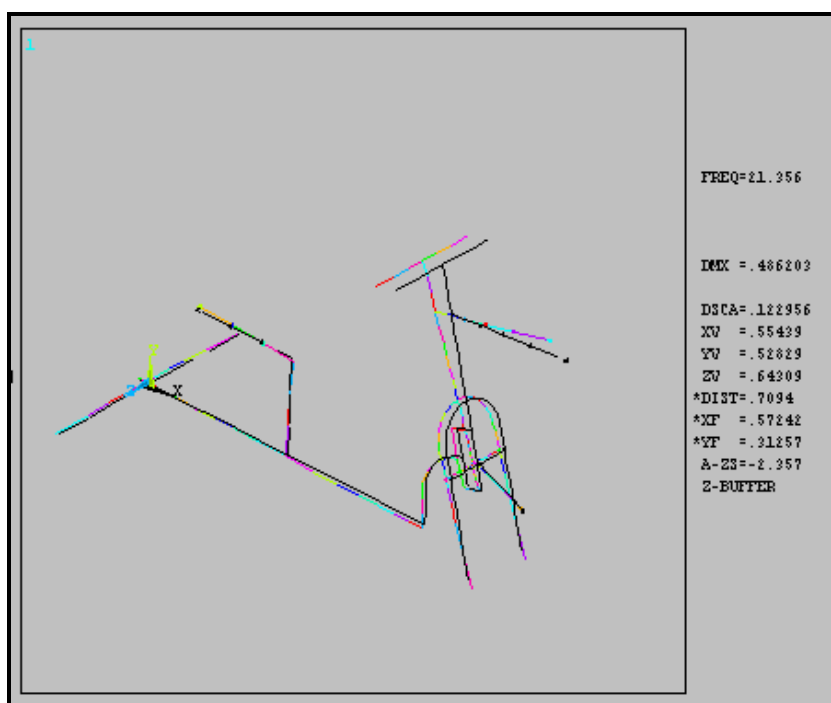 1
FREQ=21.356
DMX =.486203
DSCA=.122956
XV =.55439
YV =.52829
ZV =.64309
*DIST=.7094
*XF =.57242
*YF =.31257
A-ZS=-2.357
Z-BUFFER
Y
Z
X